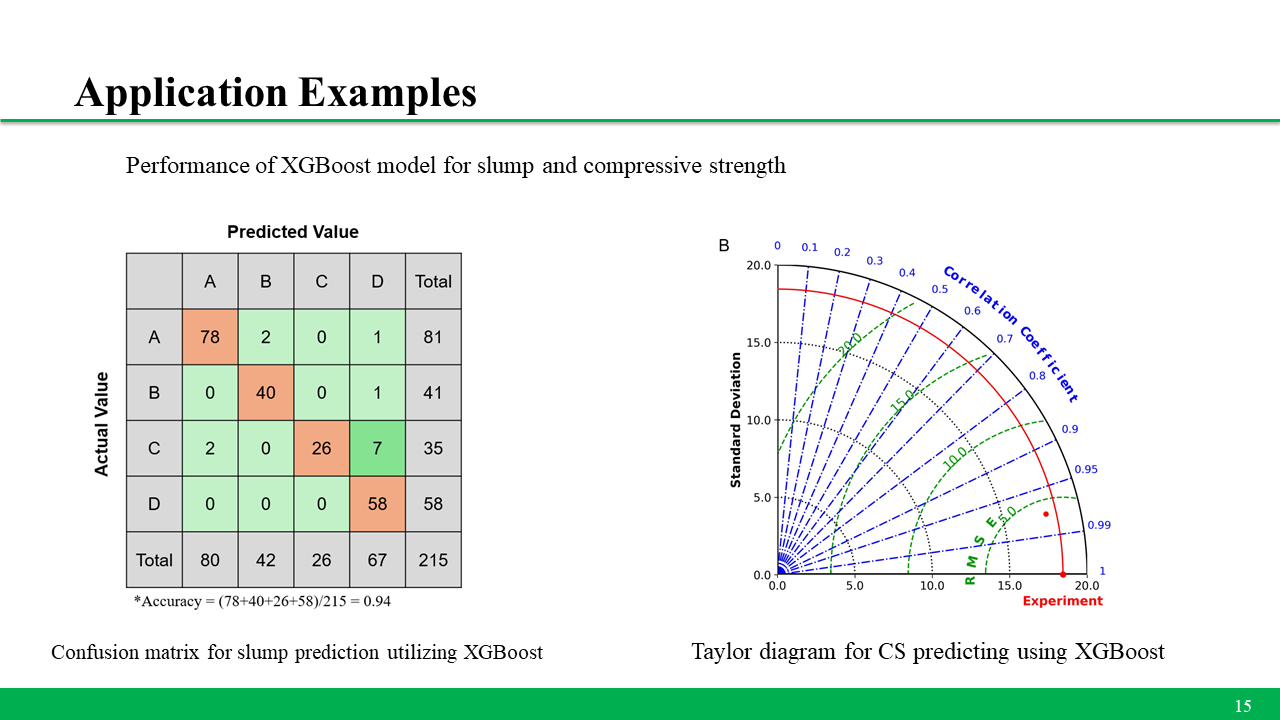 Application Examples
Performance of XGBoost model for slump and compressive strength
Predicted Value
Actual Value
A B C D Total
A 78 2 0 1 81
B 0 40 0 1 41
C 2 0 26 7 35
D 0 0 0 58 58
Total 80 42 26 67 215
*Accuracy = (78+40+26+58)/215 = 0.94
Confusion matrix for slump prediction utilizing XGBoost
B
0 0.1 0.2 0.3 0.4 0.5 0.6 0.7 0.8 0.9 0.95 0.99 1
Correlation Coefficient
Standard Deviation
20.0
15.0
10.0
5.0
0.0
20.0
15.0
10.0
5.0
RMSE
0.0 5.0 10.0 15.0 20.0
Experiment
Taylor diagram for CS predicting using XGBoost
15